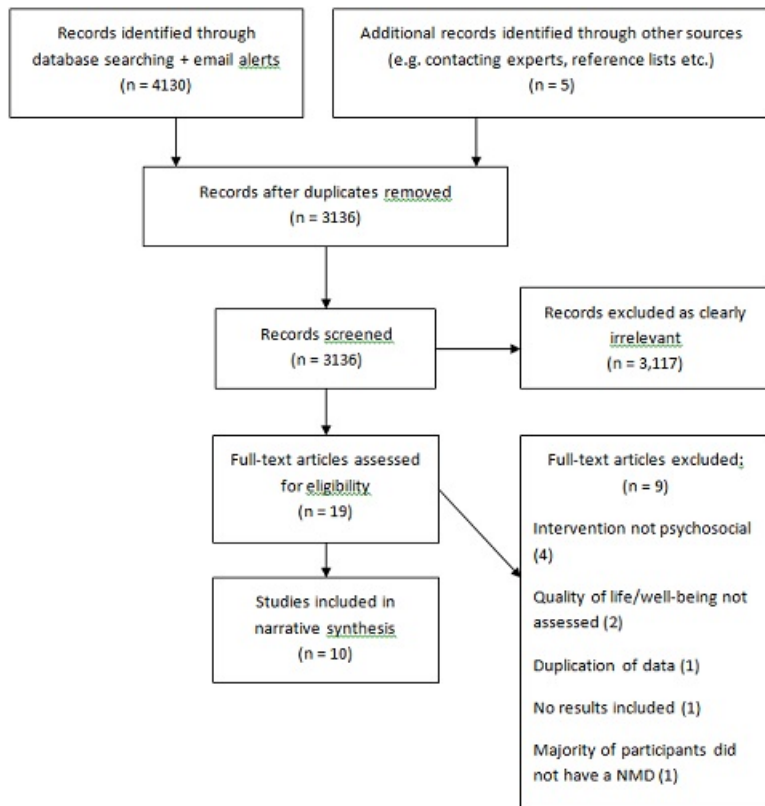 Records identified through
database searching + email alerts
(n = 4130)
Additional records identified through other sources
(e.g. contacting experts, reference lists etc.)
(n = 5)
Records after duplicates removed
(n = 3136)
Records screened
(n = 3136)
Records excluded as clearly
irrelevant
(n = 3,117)
Full-text articles assessed
for eligibility
(n = 19)
Full-text articles excluded:
(n = 9)
Intervention not psychosocial
(4)
Quality of life/well-being not
assessed (2)
Duplication of data (1)
No results included (1)
Majority of participants did
not have a NMD (1)
Studies included in
narrative synthesis
(n = 10)